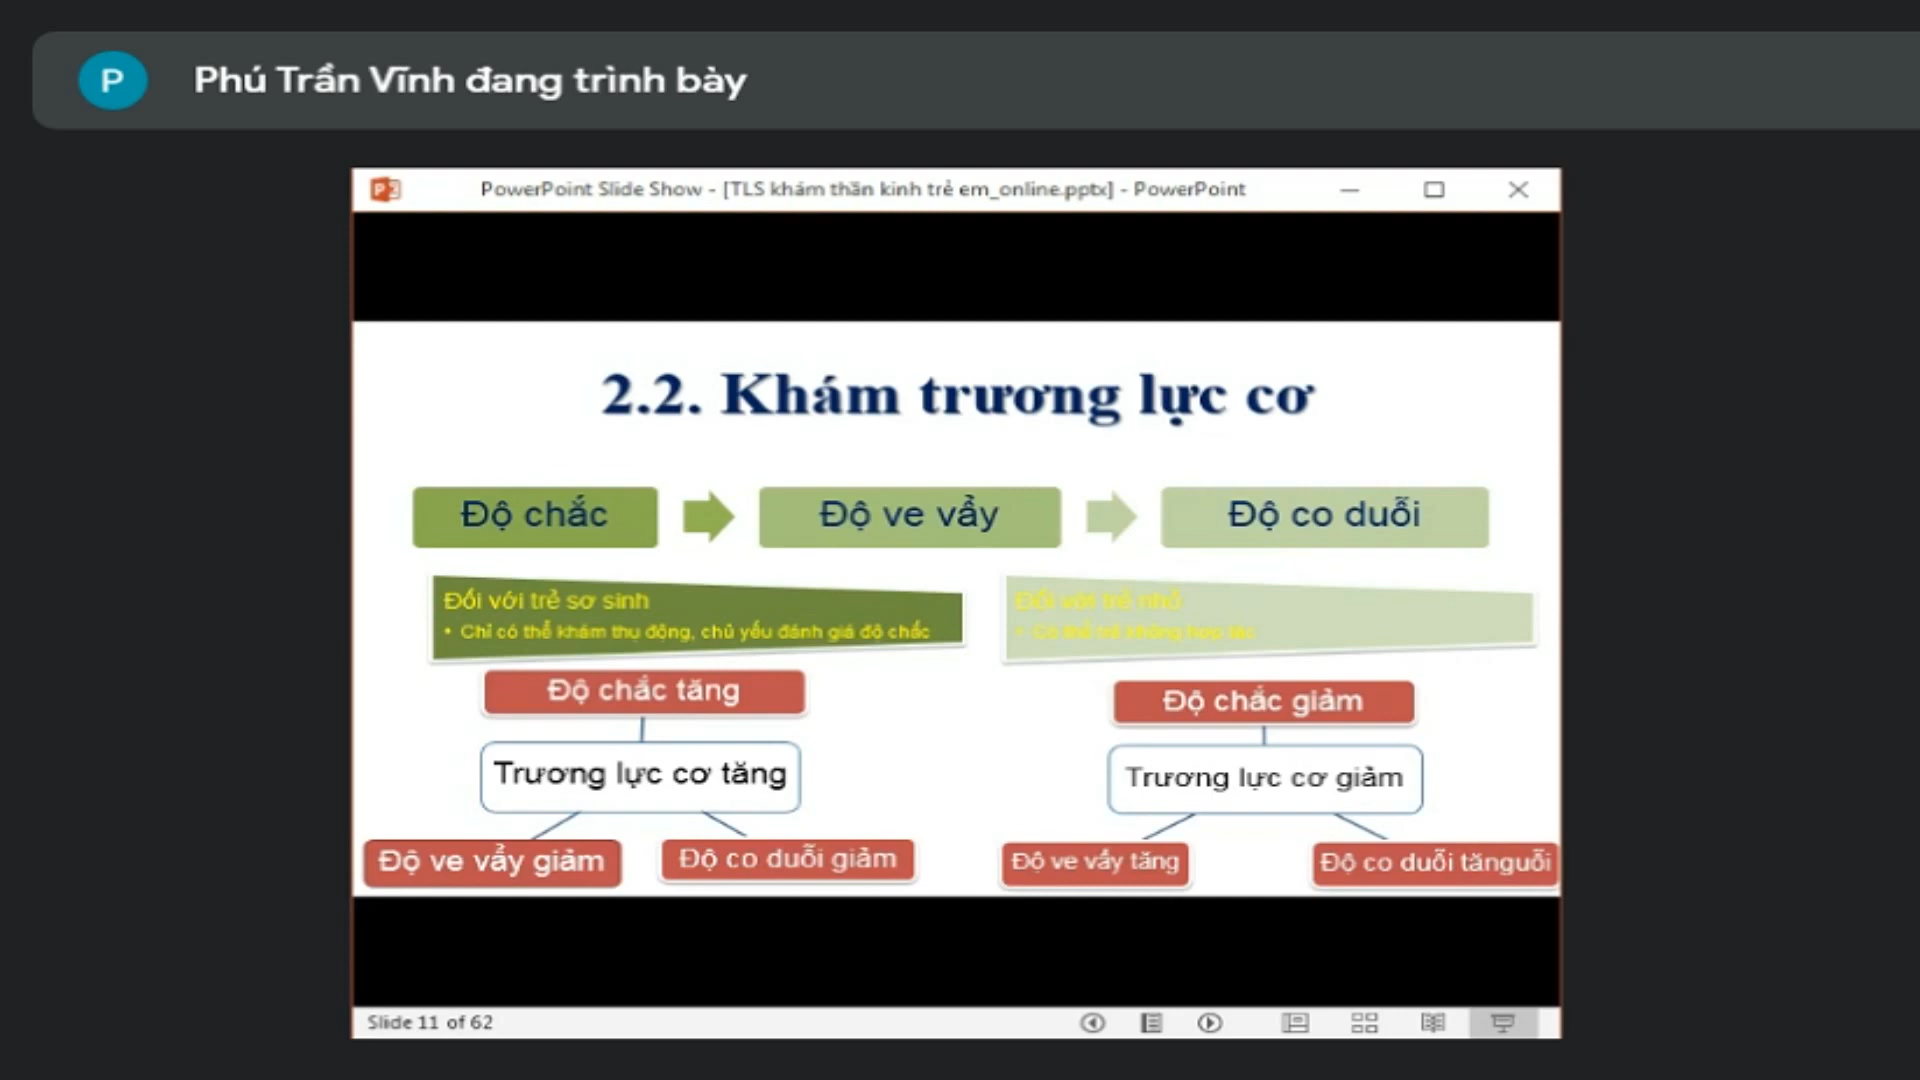 P
Phú Trần Vĩnh đang trình bày
PowerPoint Slide Show - [TLS khám thần kinh trẻ em_online.pptx] - PowerPoint
2.2. Khám trương lực cơ
Độ chắc
Độ ve vẩy
Độ co duỗi
Đối với trẻ sơ sinh
• Chỉ có thể khám thụ động, chủ yếu đánh giá độ chắc
Đối với trẻ nhỏ
• Có thể trẻ không hợp tác
Độ chắc tăng
Trương lực cơ tăng
Độ ve vẩy giảm
Độ co duỗi giảm
Độ chắc giảm
Trương lực cơ giảm
Độ ve vẩy tăng
Độ co duỗi tănguỗi
Slide 11 of 62